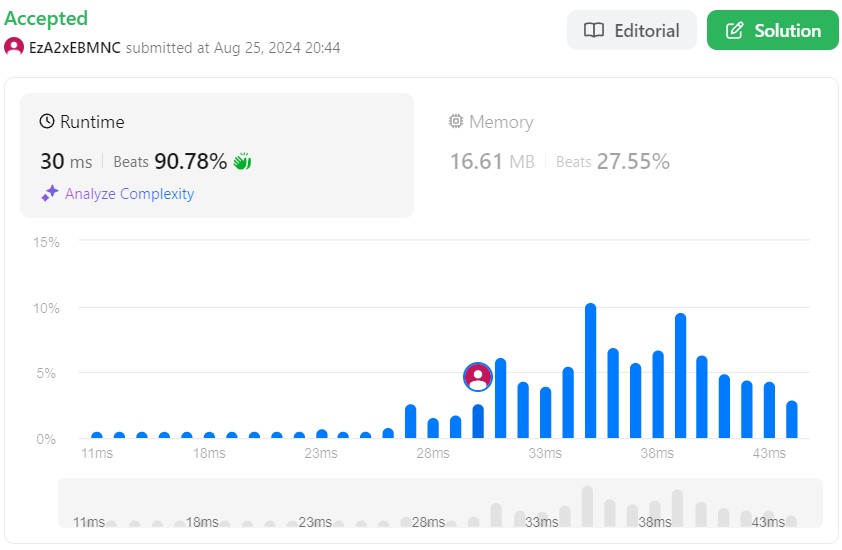 Accepted
Editorial
Solution
EzA2xEBMNC submitted at Aug 25, 2024 20:44
Runtime
Memory
30 ms Beats 90.78%
16.61 MB Beats 27.55%
Analyze Complexity
15%
10%
5%
0%
11ms 18ms 23ms 28ms 33ms 38ms 43ms
11ms 18ms 23ms 28ms 33ms 38ms 43ms